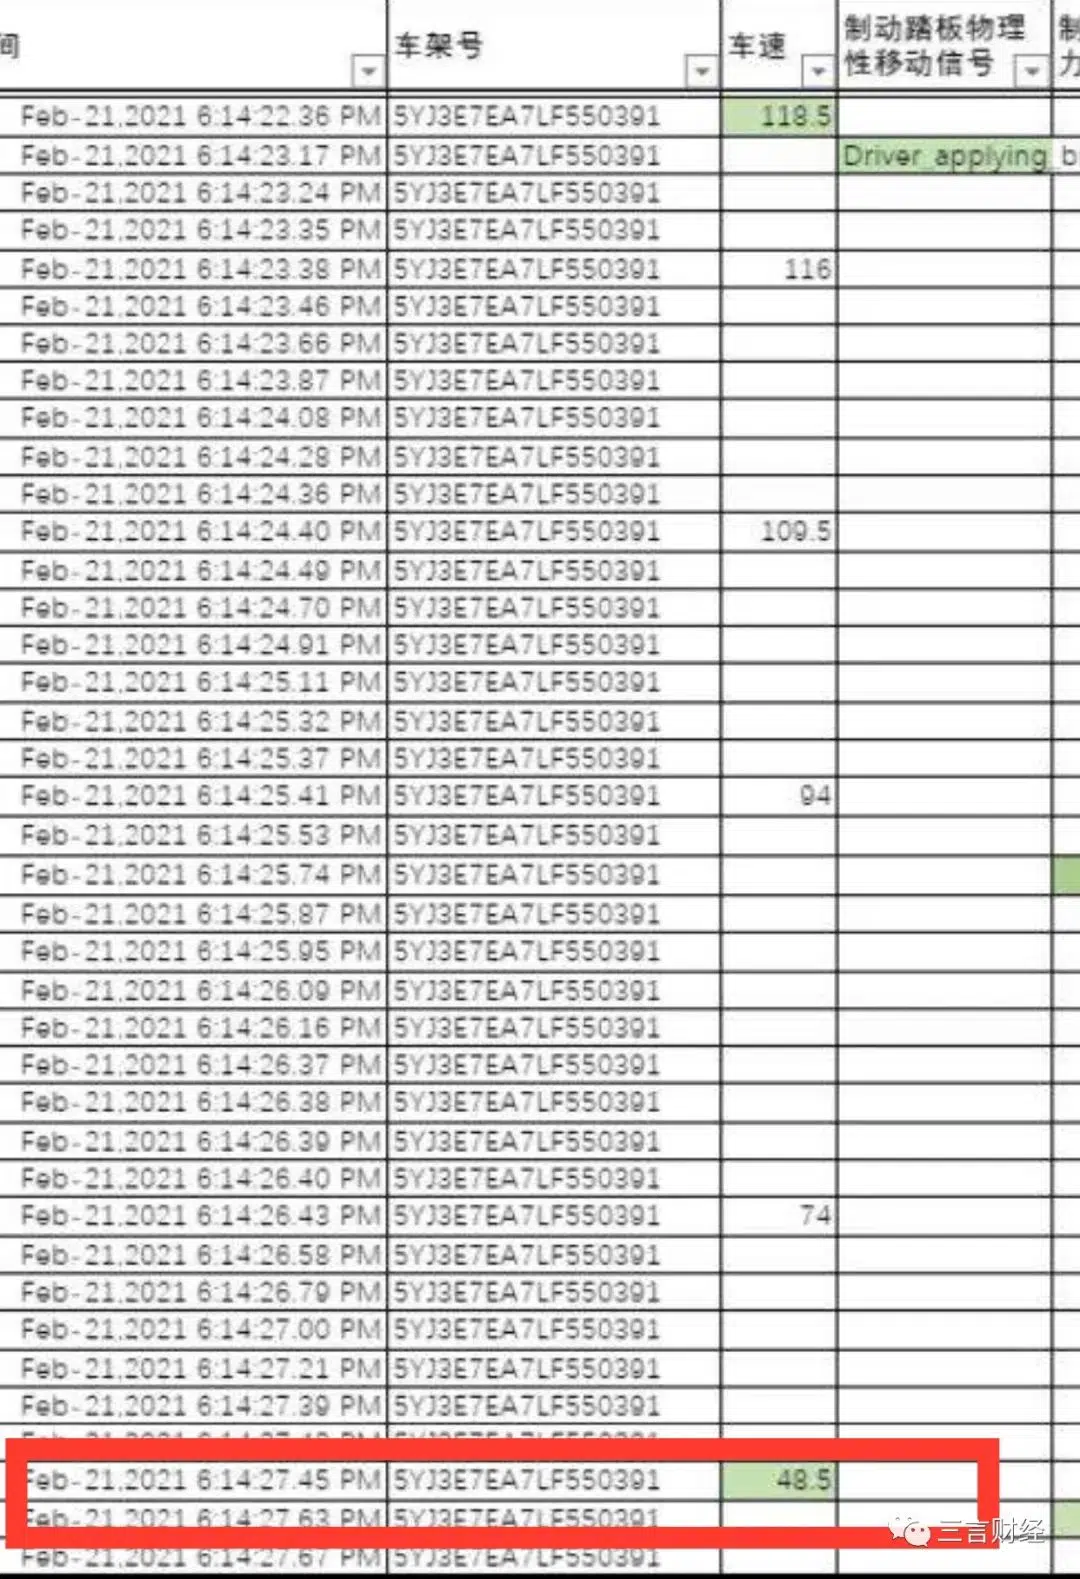 间 车架号 车速 制动踏板物理 制
性移动信号 力
Feb-21,2021 6:14:22.36 PM 5YJ3E7EA7LF550391 118.5
Feb-21,2021 6:14:23.17 PM 5YJ3E7EA7LF550391 Driver_applying_b
Feb-21,2021 6:14:23.24 PM 5YJ3E7EA7LF550391
Feb-21,2021 6:14:23.35 PM 5YJ3E7EA7LF550391
Feb-21,2021 6:14:23.38 PM 5YJ3E7EA7LF550391 116
Feb-21,2021 6:14:23.46 PM 5YJ3E7EA7LF550391
Feb-21,2021 6:14:23.66 PM 5YJ3E7EA7LF550391
Feb-21,2021 6:14:23.87 PM 5YJ3E7EA7LF550391
Feb-21,2021 6:14:24.08 PM 5YJ3E7EA7LF550391
Feb-21,2021 6:14:24.28 PM 5YJ3E7EA7LF550391
Feb-21,2021 6:14:24.36 PM 5YJ3E7EA7LF550391
Feb-21,2021 6:14:24.40 PM 5YJ3E7EA7LF550391 109.5
Feb-21,2021 6:14:24.49 PM 5YJ3E7EA7LF550391
Feb-21,2021 6:14:24.70 PM 5YJ3E7EA7LF550391
Feb-21,2021 6:14:24.91 PM 5YJ3E7EA7LF550391
Feb-21,2021 6:14:25.11 PM 5YJ3E7EA7LF550391
Feb-21,2021 6:14:25.32 PM 5YJ3E7EA7LF550391
Feb-21,2021 6:14:25.37 PM 5YJ3E7EA7LF550391
Feb-21,2021 6:14:25.41 PM 5YJ3E7EA7LF550391 94
Feb-21,2021 6:14:25.53 PM 5YJ3E7EA7LF550391
Feb-21,2021 6:14:25.74 PM 5YJ3E7EA7LF550391
Feb-21,2021 6:14:25.87 PM 5YJ3E7EA7LF550391
Feb-21,2021 6:14:25.95 PM 5YJ3E7EA7LF550391
Feb-21,2021 6:14:26.09 PM 5YJ3E7EA7LF550391
Feb-21,2021 6:14:26.16 PM 5YJ3E7EA7LF550391
Feb-21,2021 6:14:26.37 PM 5YJ3E7EA7LF550391
Feb-21,2021 6:14:26.38 PM 5YJ3E7EA7LF550391
Feb-21,2021 6:14:26.39 PM 5YJ3E7EA7LF550391
Feb-21,2021 6:14:26.40 PM 5YJ3E7EA7LF550391
Feb-21,2021 6:14:26.43 PM 5YJ3E7EA7LF550391 74
Feb-21,2021 6:14:26.58 PM 5YJ3E7EA7LF550391
Feb-21,2021 6:14:26.79 PM 5YJ3E7EA7LF550391
Feb-21,2021 6:14:27.00 PM 5YJ3E7EA7LF550391
Feb-21,2021 6:14:27.21 PM 5YJ3E7EA7LF550391
Feb-21,2021 6:14:27.39 PM 5YJ3E7EA7LF550391
Feb-21,2021 6:14:27.45 PM 5YJ3E7EA7LF550391 48.5
Feb-21,2021 6:14:27.63 PM 5YJ3E7EA7LF550391
三言财经
Feb-21,2021 6:14:27.67 PM 5YJ3E7EA7LF550391